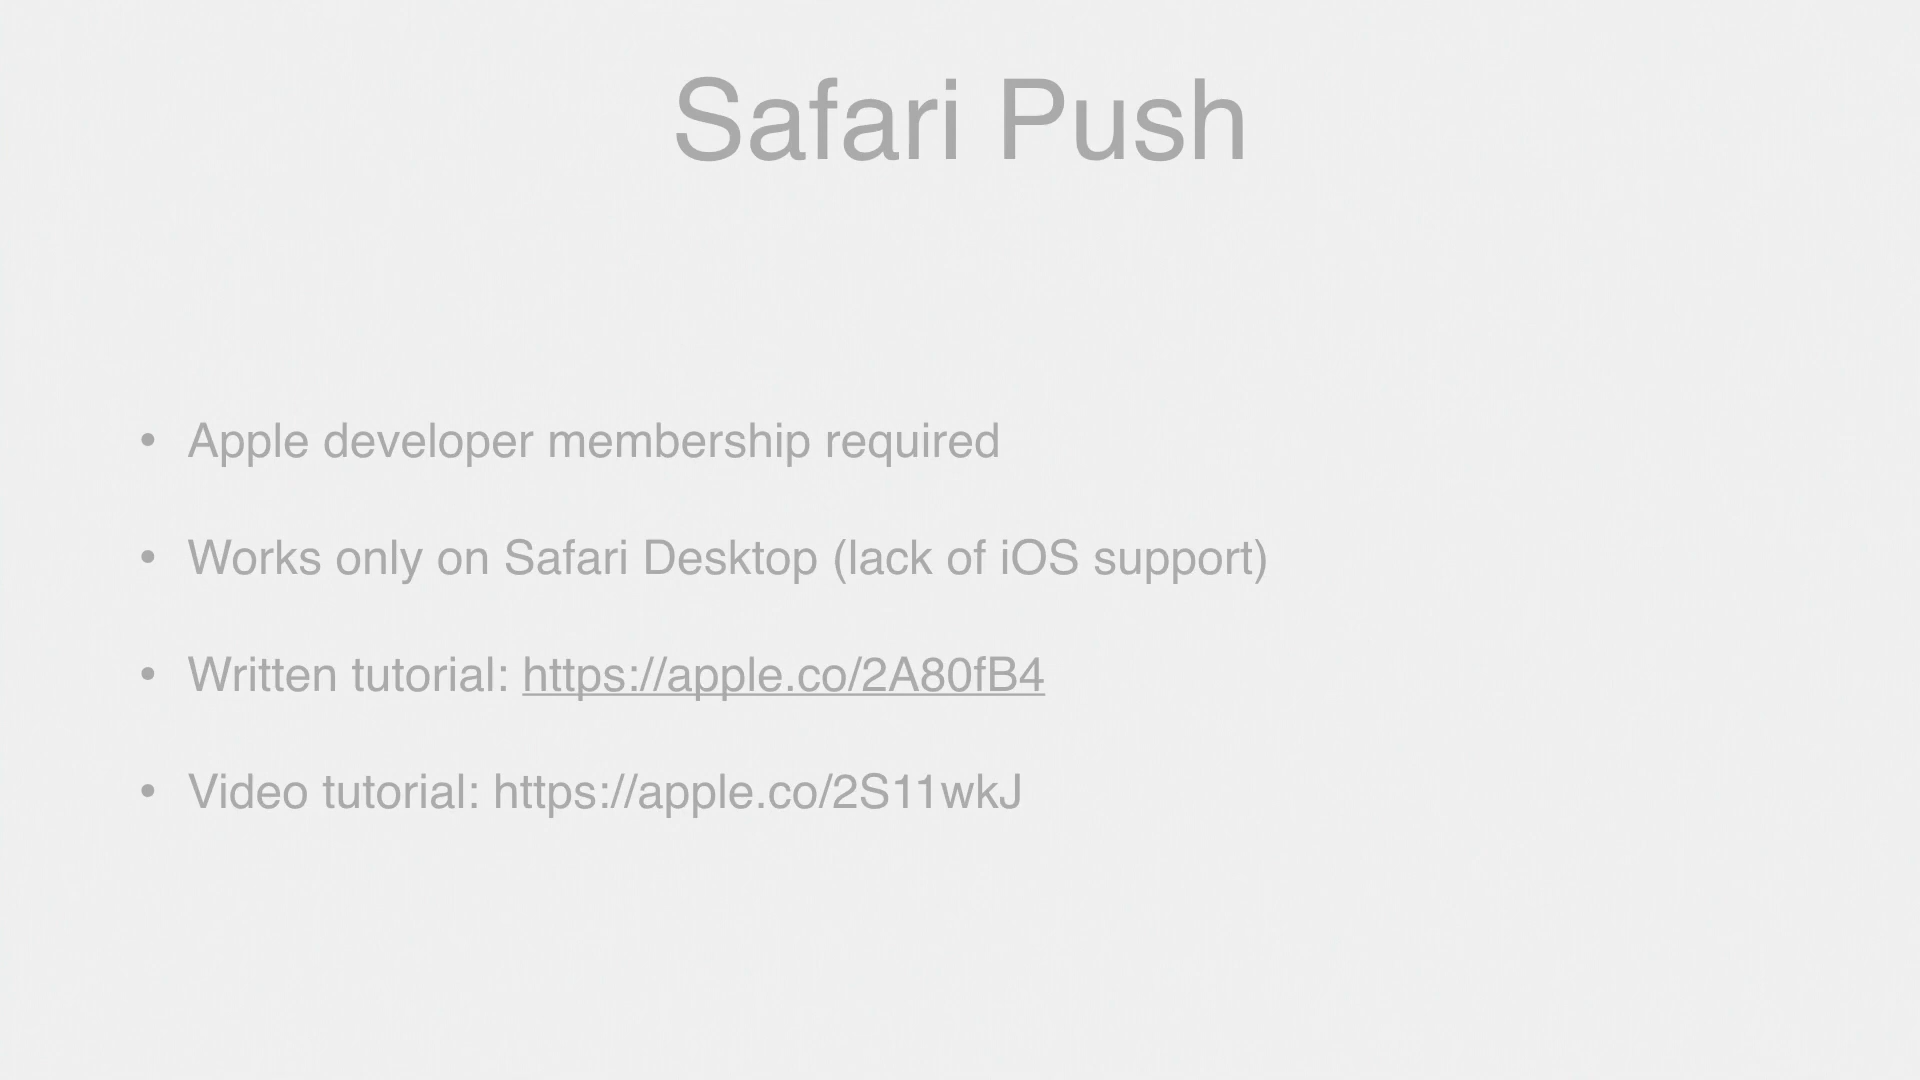 Safari Push
• Apple developer membership required
• Works only on Safari Desktop (lack of iOS support)
• Written tutorial: https://apple.co/2A80fB4
• Video tutorial: https://apple.co/2S11wkJ